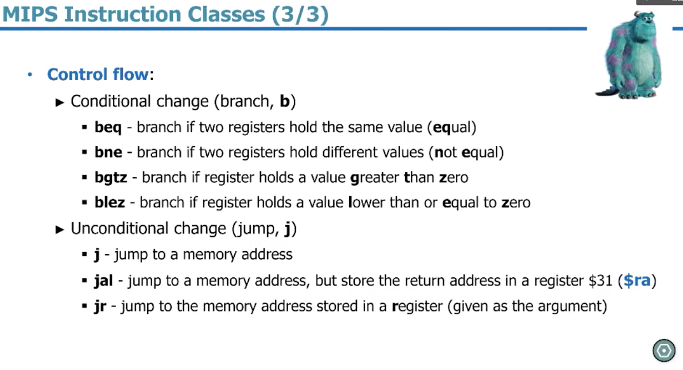 MIPS Instruction Classes (3/3)
• Control flow:
► Conditional change (branch, b)
▪ beq - branch if two registers hold the same value (equal)
▪ bne - branch if two registers hold different values (not equal)
▪ bgtz - branch if register holds a value greater than zero
▪ blez - branch if register holds a value lower than or equal to zero
► Unconditional change (jump, j)
▪ j - jump to a memory address
▪ jal - jump to a memory address, but store the return address in a register $31 ($ra)
▪ jr - jump to the memory address stored in a register (given as the argument)